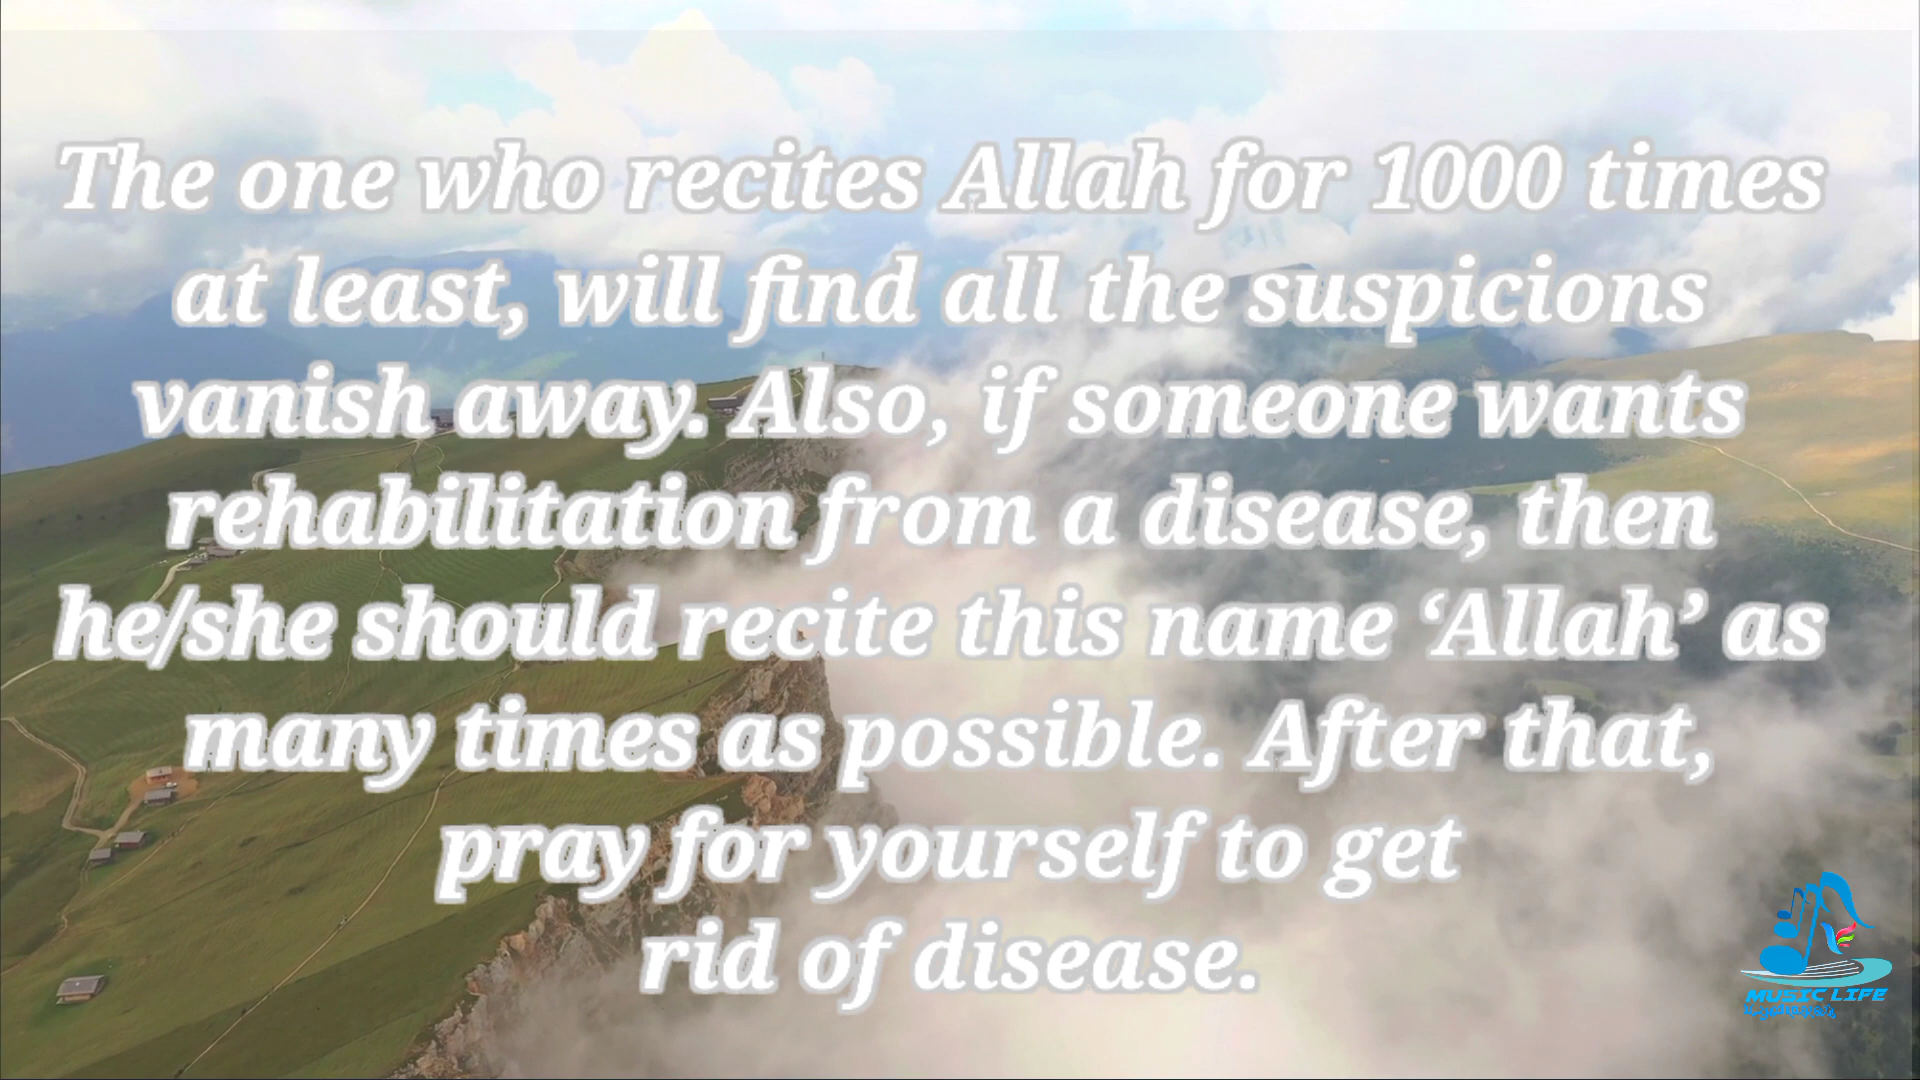 The one who recites Allah for 1000 times
at least, will find all the suspicions
vanish away. Also, if someone wants
rehabilitation from a disease, then
he/she should recite this name ‘Allah’ as
many times as possible. After that,
pray for yourself to get
rid of disease.
MUSIC LIFE